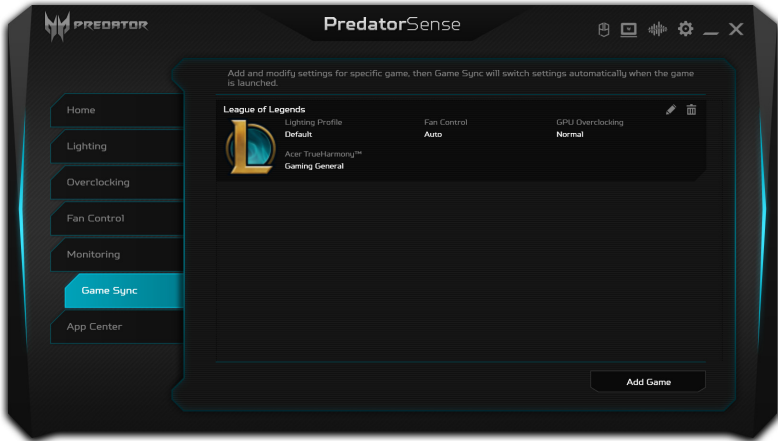 PREDATOR
PredatorSense
Add and modify settings for specific game, then Game Sync will switch settings automatically when the game
is launched.
Home
Lighting
Overclocking
Fan Control
Monitoring
Game Sync
App Center
League of Legends
Lighting Profile
Default
Fan Control
Auto
GPU Overclocking
Normal
Acer TrueHarmony™
Gaming General
Add Game